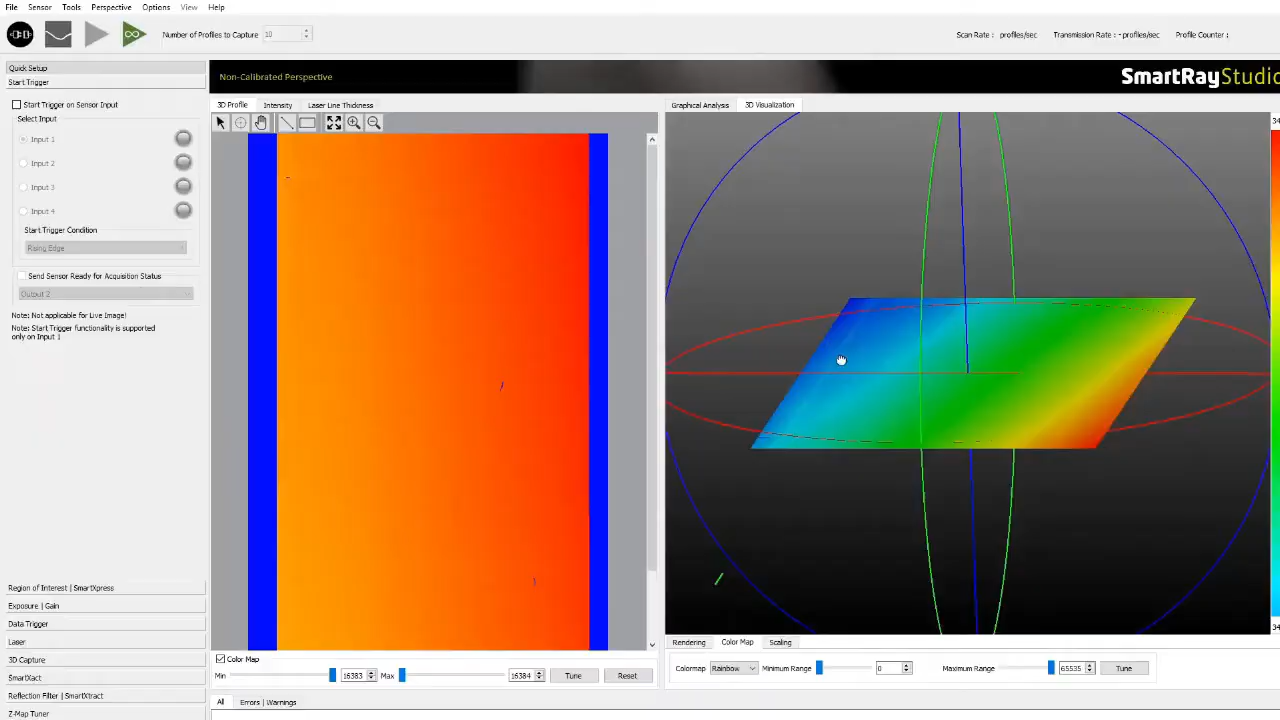 File Sensor Tools Perspective Options View Help
Number of Profiles to Capture 10
Scan Rate : profiles/sec Transmission Rate : - profiles/sec Profile Counter :
Quick Setup
Start Trigger
Start Trigger on Sensor Input
Select Input
Input 1
Input 2
Input 3
Input 4
Start Trigger Condition
Rising Edge
Send Sensor Ready for Acquisition Status
Output 2
Note: Not applicable for Live Image!
Note: Start Trigger functionality is supported
only on Input 1
Region of Interest | SmartXpress
Exposure | Gain
Data Trigger
Laser
3D Capture
SmartXact
Reflection Filter | SmartXtract
Z-Map Tuner
Non-Calibrated Perspective
SmartRayStudio
3D Profile Intensity Laser Line Thickness
Color Map
Min 16383 Max 16384 Tune Reset
All Errors | Warnings
Graphical Analysis 3D Visualization
Rendering Color Map Scaling
Colormap Rainbow Minimum Range 0 Maximum Range 65535 Tune